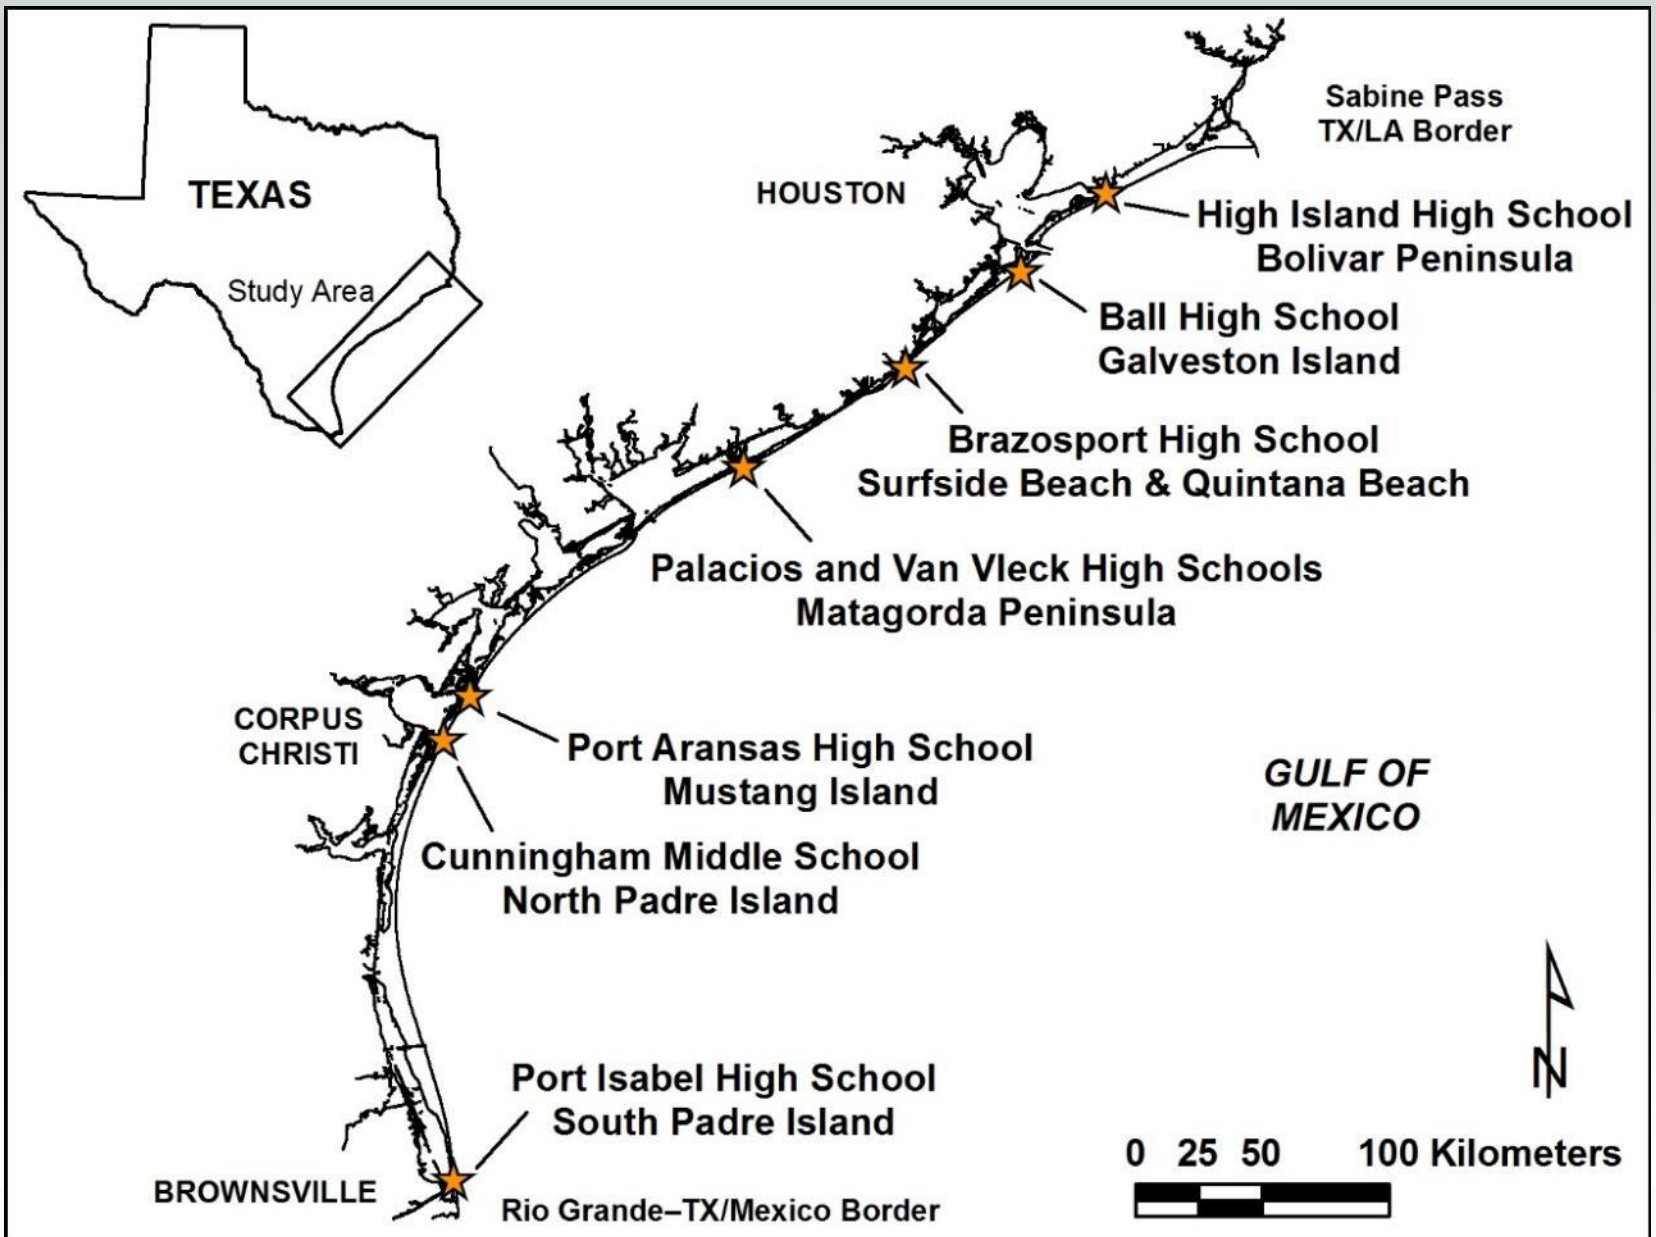 TEXAS
Study Area
Sabine Pass
TX/LA Border
HOUSTON
High Island High School
Bolivar Peninsula
Ball High School
Galveston Island
Brazosport High School
Surfside Beach & Quintana Beach
Palacios and Van Vleck High Schools
Matagorda Peninsula
CORPUS
CHRISTI
Port Aransas High School
Mustang Island
GULF OF
MEXICO
Cunningham Middle School
North Padre Island
Port Isabel High School
South Padre Island
BROWNSVILLE
Rio Grande–TX/Mexico Border
N
0 25 50 100 Kilometers